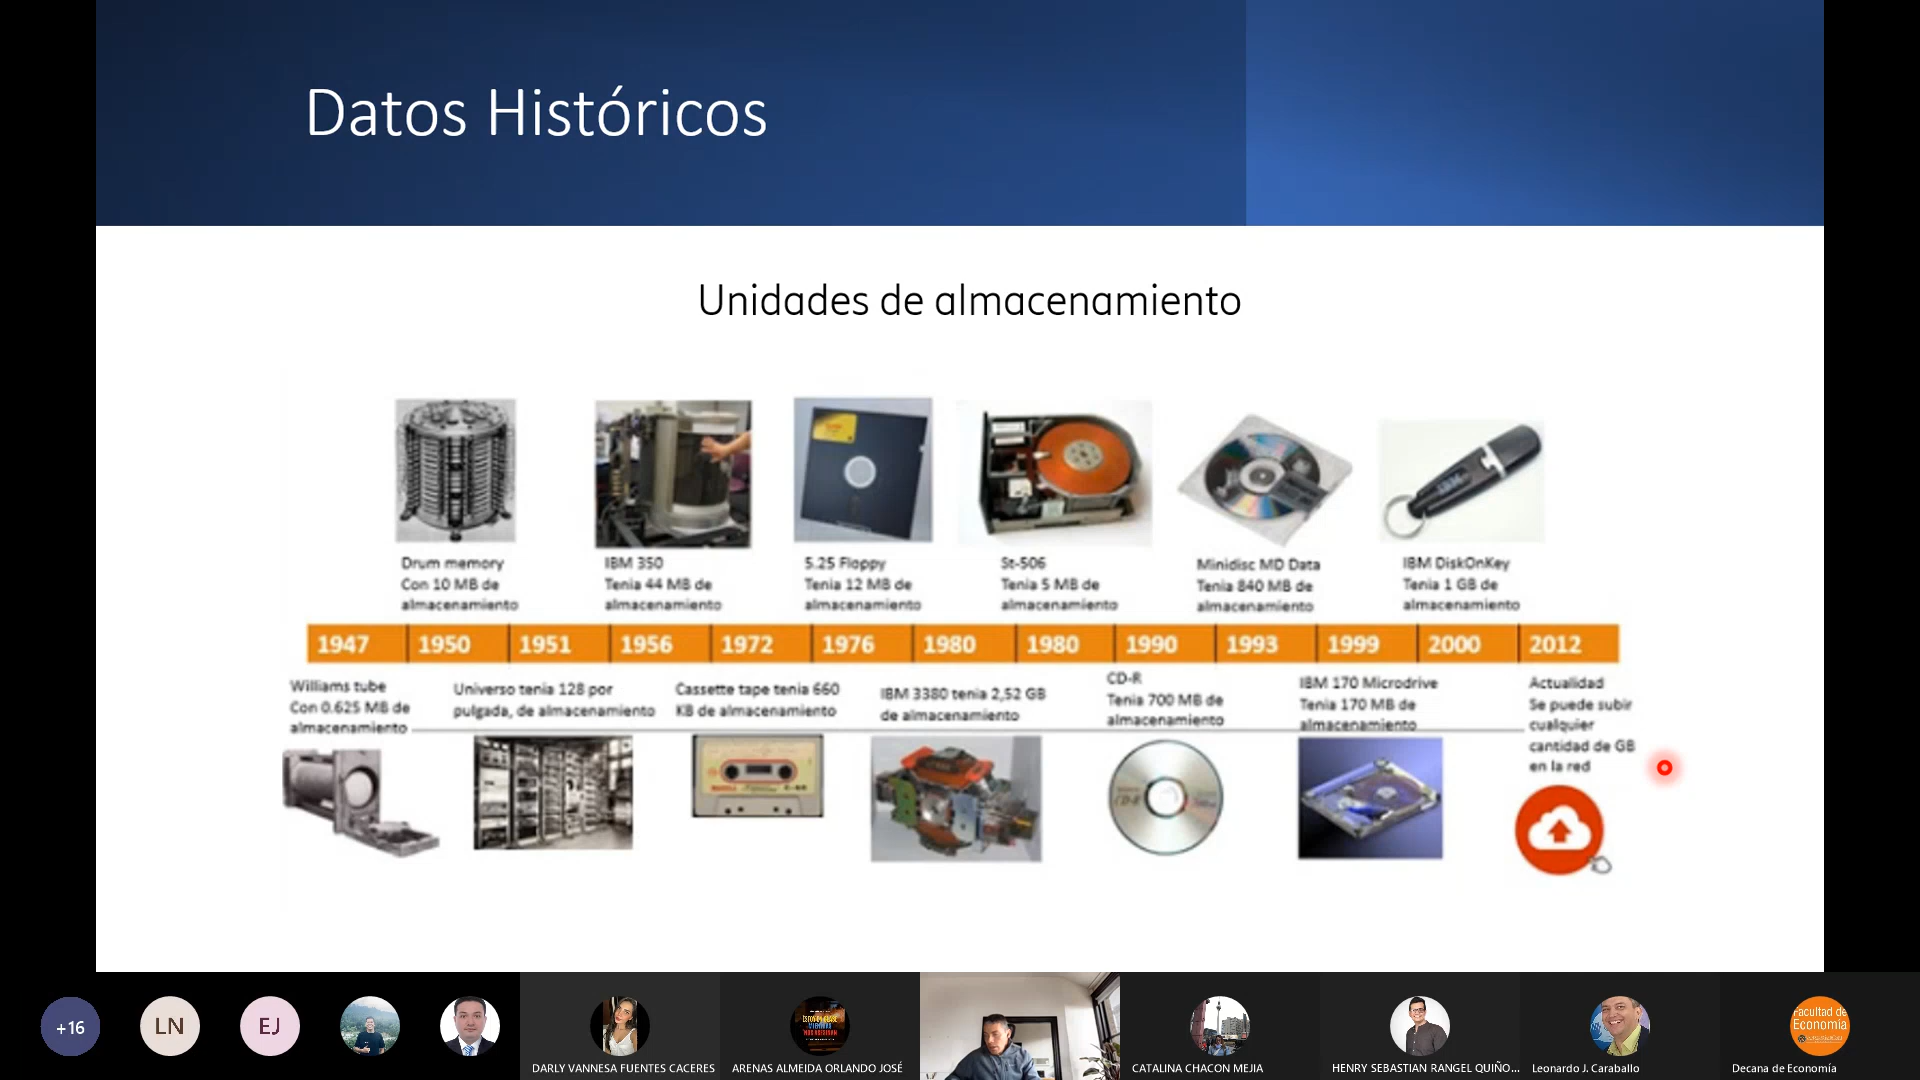 Datos Históricos
Unidades de almacenamiento
Drum memory
Con 10 MB de
almacenamiento
IBM 350
Tenia 44 MB de
almacenamiento
5.25 Floppy
Tenia 12 MB de
almacenamiento
St-506
Tenia 5 MB de
almacenamiento
Minidisc MD Data
Tenia 840 MB de
almacenamiento
IBM DiskOnKey
Tenia 1 GB de
almacenamiento
1947 1950 1951 1956 1972 1976 1980 1980 1990 1993 1999 2000 2012
Williams tube
Con 0.625 MB de
almacenamiento
Universo tenia 128 por
pulgada, de almacenamiento
Cassette tape tenia 660
KB de almacenamiento
IBM 3380 tenia 2,52 GB
de almacenamiento
CD-R
Tenia 700 MB de
almacenamiento
IBM 170 Microdrive
Tenia 170 MB de
almacenamiento
Actualidad
Se puede subir
cualquier
cantidad de GB
en la red
+16
LN
EJ
DARLY VANNESA FUENTES CACERES
ARENAS ALMEIDA ORLANDO JOSÉ
CATALINA CHACON MEJIA
HENRY SEBASTIAN RANGEL QUIÑO...
Leonardo J. Caraballo
Facultad de
Economía
Decana de Economía